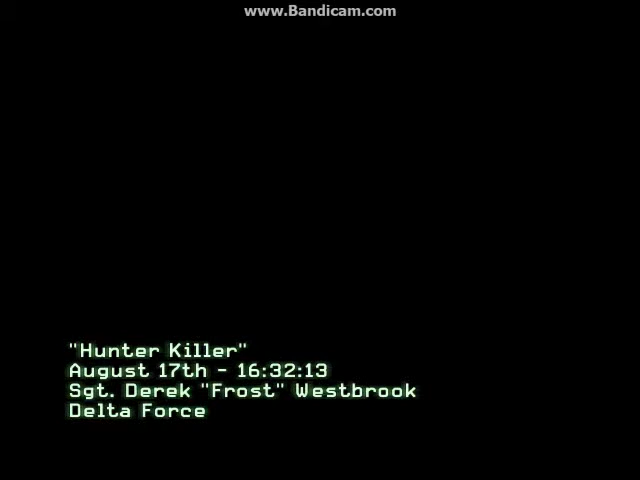 www.Bandicam.com
"Hunter Killer"
August 17th - 16:32:13
Sgt. Derek "Frost" Westbrook
Delta Force